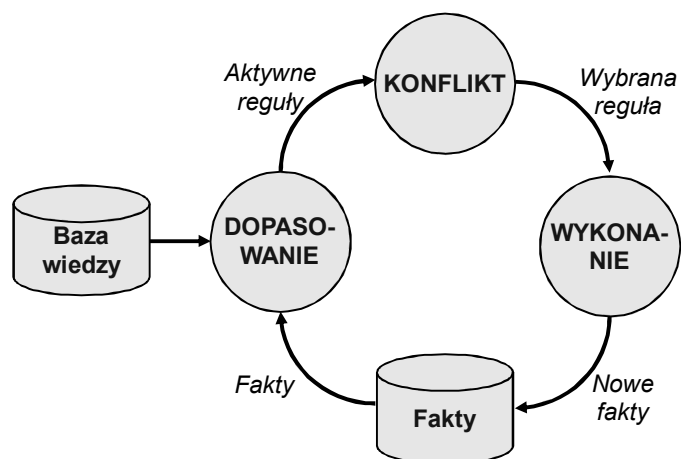 Aktywne
reguły
KONFLIKT
Wybrana
reguła
Baza
wiedzy
DOPASO-
WANIE
WYKONA-
NIE
Fakty
Fakty
Nowe
fakty